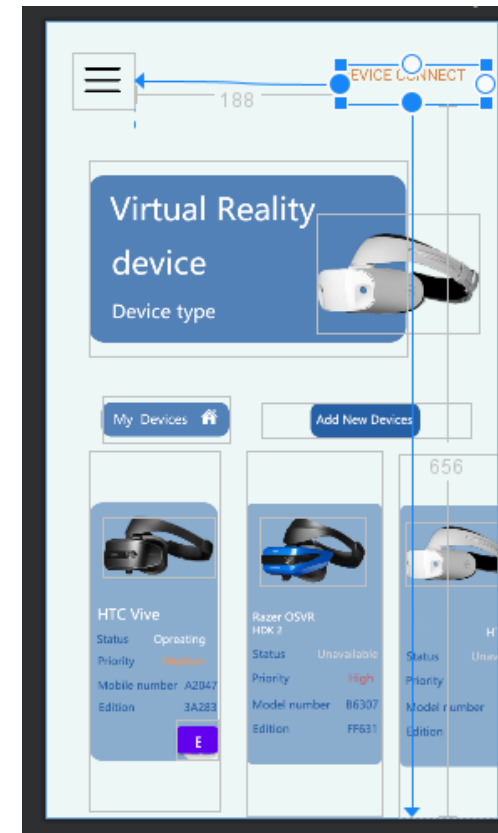 EVICE CONNECT
188
Virtual Reality
device
Device type
My Devices
Add New Devices
656
HTC Vive
Status Opreating
Priority Medium
Mobile number A2047
Edition 3A283
E
Razer OSVR
HDK 2
Status Unavailable
Priority High
Model number B6307
Edition FF631
Status
Priority
Model number
Edition